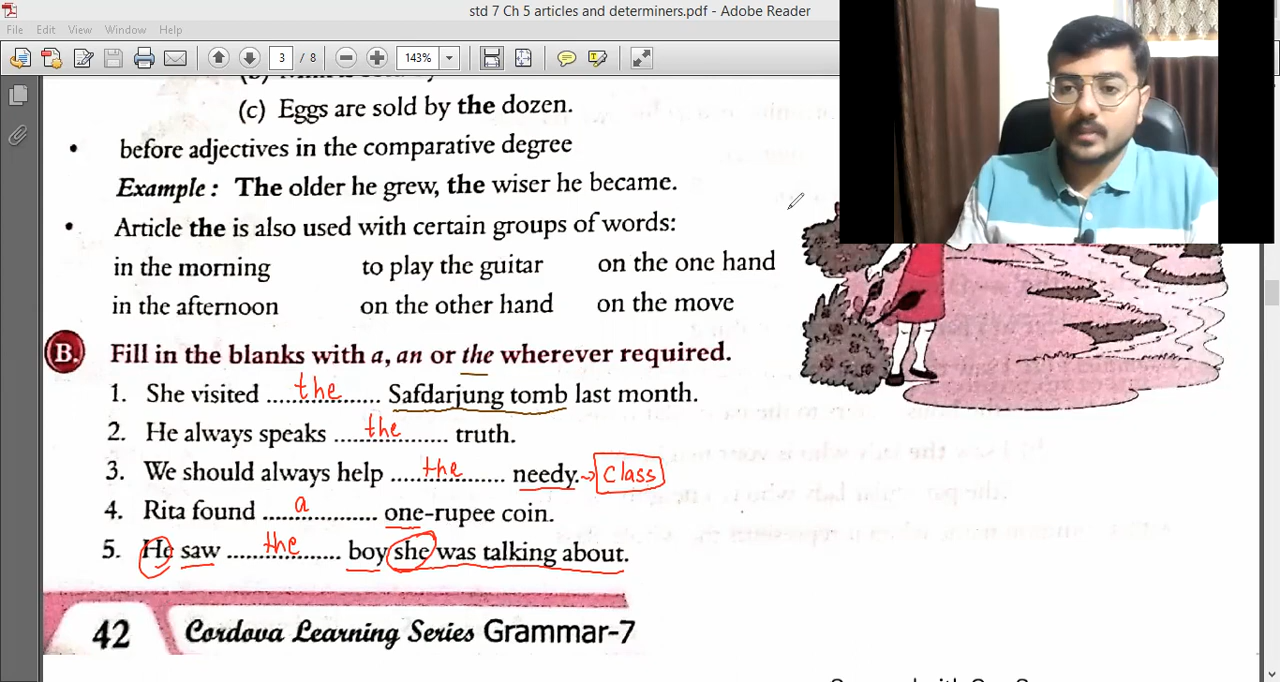 std 7 Ch 5 articles and determiners.pdf - Adobe Reader
File Edit View Window Help
3 / 8 143%
(c) Eggs are sold by the dozen.
• before adjectives in the comparative degree
Example : The older he grew, the wiser he became.
• Article the is also used with certain groups of words:
in the morning to play the guitar on the one hand
in the afternoon on the other hand on the move
B. Fill in the blanks with a, an or the wherever required.
1. She visited ......the...... Safdarjung tomb last month.
2. He always speaks ......the...... truth.
3. We should always help ......the...... needy. → Class
4. Rita found ......a...... one-rupee coin.
5. He saw ......the...... boy she was talking about.
42 Cordova Learning Series Grammar-7